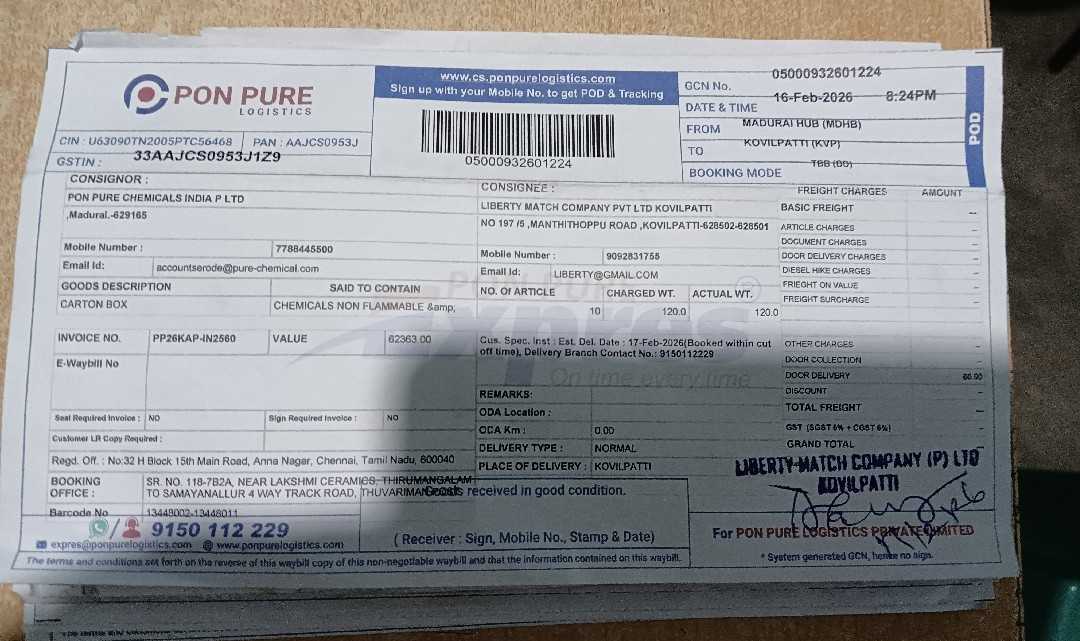 PON PURE
LOGISTICS
www.cs.ponpurelogistics.com
Sign up with your Mobile No. to get POD & Tracking
05000932601224
GCN No. 05000932601224
DATE & TIME 16-Feb-2026 8:24PM
FROM MADURAI HUB (MDHB)
TO KOVILPATTI (KVP)
BOOKING MODE TBB (DD)
POD
CIN : U63090TN2005PTC56468 PAN : AAJCS0953J
GSTIN : 33AAJCS0953J1Z9
CONSIGNOR :
PON PURE CHEMICALS INDIA P LTD
,Madurai.-629165
Mobile Number : 7788445500
Email Id: accountserode@pure-chemical.com
CONSIGNEE :
LIBERTY MATCH COMPANY PVT LTD KOVILPATTI
NO 197 /5 ,MANTHITHOPPU ROAD ,KOVILPATTI-628502-628501
Mobile Number : 9092831755
Email Id: LIBERTY@GMAIL.COM
GOODS DESCRIPTION SAID TO CONTAIN
CARTON BOX CHEMICALS NON FLAMMABLE &amp;
NO. Of ARTICLE CHARGED WT. ACTUAL WT.
10 120.0 120.0
INVOICE NO. PP26KAP-IN2560 VALUE 62363.00
E-Waybill No
Cus. Spec. Inst : Est. Del. Date : 17-Feb-2026(Booked within cut
off time), Delivery Branch Contact No.: 9150112229
REMARKS:
ODA Location :
ODA Km : 0.00
DELIVERY TYPE : NORMAL
PLACE OF DELIVERY : KOVILPATTI
Seal Required Invoice : NO Sign Required Invoice : NO
Customer LR Copy Required :
FREIGHT CHARGES AMOUNT
BASIC FREIGHT --
ARTICLE CHARGES --
DOCUMENT CHARGES --
DOOR DELIVERY CHARGES --
DIESEL HIKE CHARGES --
FRIEGHT ON VALUE --
FREIGHT SURCHARGE --
OTHER CHARGES --
DOOR COLLECTION --
DOOR DELIVERY
DISCOUNT --
TOTAL FREIGHT --
GST (SGST 6% + CGST 6%) --
GRAND TOTAL --
PON PURE
Xpres
On time every time
Regd. Off. : No:32 H Block 15th Main Road, Anna Nagar, Chennai, Tamil Nadu, 600040
BOOKING OFFICE : SR. NO. 118-7B2A, NEAR LAKSHMI CERAMICS, THIRUMANGALAM
TO SAMAYANALLUR 4 WAY TRACK ROAD,
Barcode No 13448002-13448011
Goods received in good condition.
( Receiver : Sign, Mobile No., Stamp & Date)
LIBERTY MATCH COMPANY (P) LTD
KOVILPATTI
For PON PURE LOGISTICS PRIVATE LIMITED
* System generated GCN, hence no sign.
9150 112 229
expres@ponpurelogistics.com www.ponpurelogistics.com
The terms and conditions set forth on the reverse of this waybill copy of this non-negotiable waybill and that the information contained on this waybill.